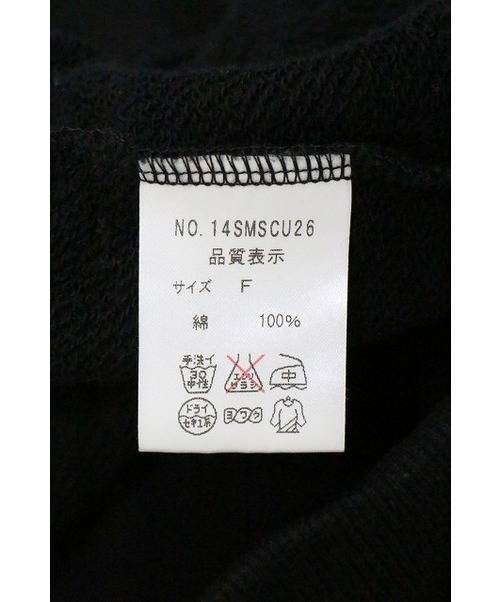 NO. 14SMSCU26
品質表示
サイズ F
綿 100%
手洗イ
30
中性
エンソ
サラシ
中
ドライ
セキユ系
ヨワク